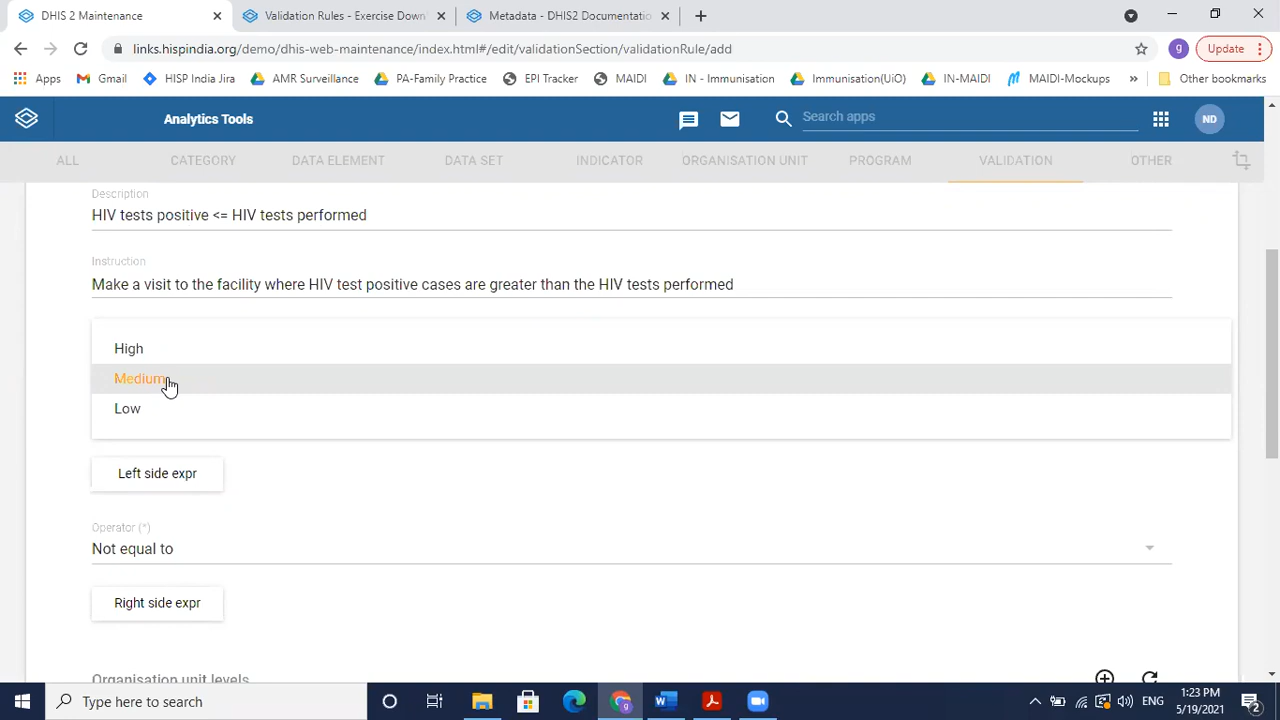 DHIS 2 Maintenance
Validation Rules - Exercise Down
Metadata - DHIS2 Documentatio
links.hispindia.org/demo/dhis-web-maintenance/index.html#/edit/validationSection/validationRule/add
g
Update
Apps
Gmail
HISP India Jira
AMR Surveillance
PA-Family Practice
EPI Tracker
MAIDI
IN - Immunisation
Immunisation(UiO)
IN-MAIDI
MAIDI-Mockups
»
Other bookmarks
Analytics Tools
Search apps
ND
ALL
CATEGORY
DATA ELEMENT
DATA SET
INDICATOR
ORGANISATION UNIT
PROGRAM
VALIDATION
OTHER
Description
HIV tests positive <= HIV tests performed
Instruction
Make a visit to the facility where HIV test positive cases are greater than the HIV tests performed
High
Medium
Low
Left side expr
Operator (*)
Not equal to
Right side expr
Organisation unit levels
Type here to search
ENG
1:23 PM
5/19/2021
2